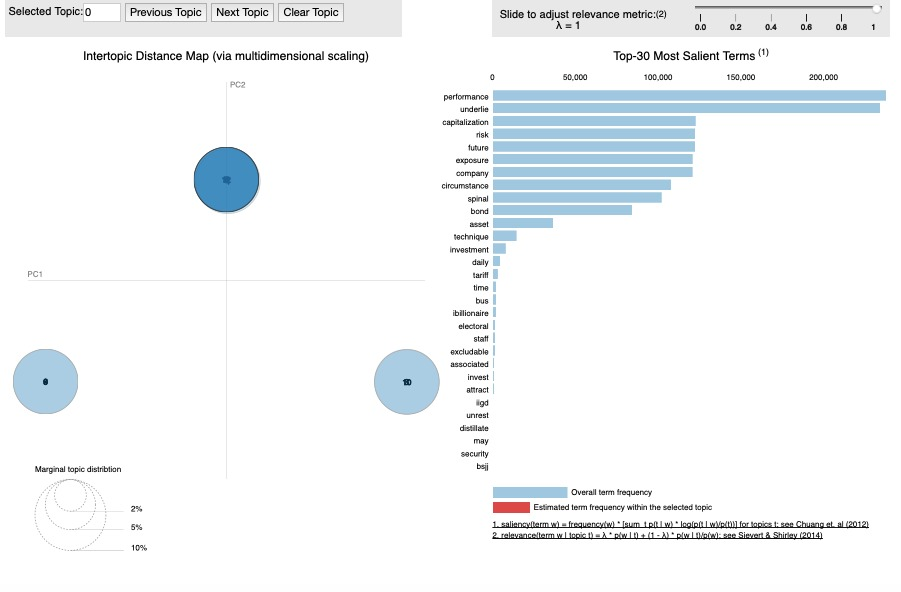 Selected Topic: 0 Previous Topic Next Topic Clear Topic
Slide to adjust relevance metric:(2)
λ = 1
0.0 0.2 0.4 0.6 0.8 1
Intertopic Distance Map (via multidimensional scaling)
PC2
PC1
Marginal topic distribtion
2%
5%
10%
Top-30 Most Salient Terms (1)
0 50,000 100,000 150,000 200,000
performance
underlie
capitalization
risk
future
exposure
company
circumstance
spinal
bond
asset
technique
investment
daily
tariff
time
bus
ibillionaire
electoral
staff
excludable
associated
invest
attract
iigd
unrest
distillate
may
security
bsjj
Overall term frequency
Estimated term frequency within the selected topic
1. saliency(term w) = frequency(w) * [sum_t p(t | w) * log(p(t | w)/p(t))] for topics t; see Chuang et. al (2012)
2. relevance(term w | topic t) = λ * p(w | t) + (1 - λ) * p(w | t)/p(w); see Sievert & Shirley (2014)